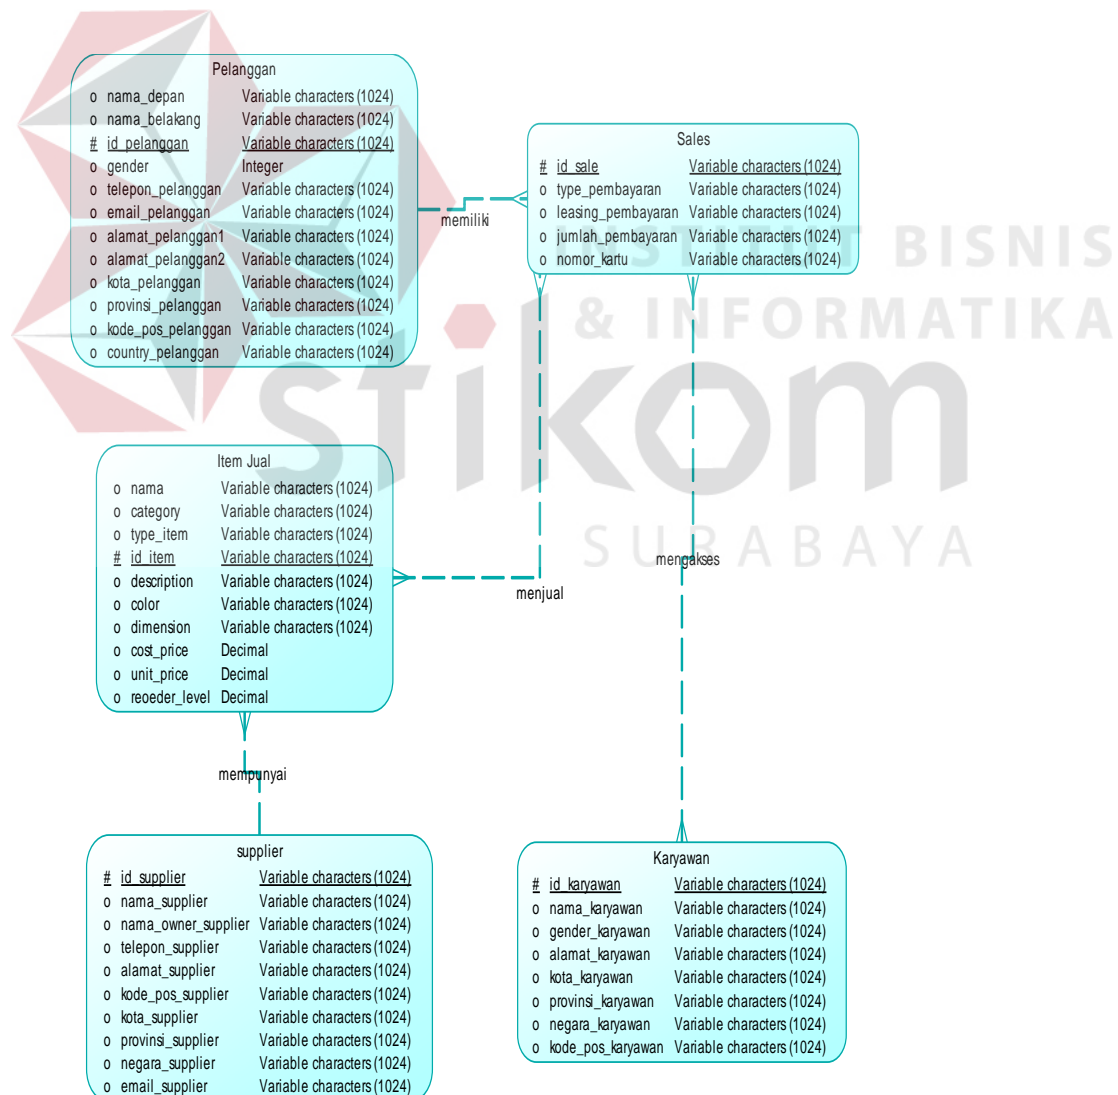 Pelanggan
o nama_depan Variable characters (1024)
o nama_belakang Variable characters (1024)
# id_pelanggan Variable characters (1024)
o gender Integer
o telepon_pelanggan Variable characters (1024)
o email_pelanggan Variable characters (1024)
o alamat_pelanggan1 Variable characters (1024)
o alamat_pelanggan2 Variable characters (1024)
o kota_pelanggan Variable characters (1024)
o provinsi_pelanggan Variable characters (1024)
o kode_pos_pelanggan Variable characters (1024)
o country_pelanggan Variable characters (1024)
memiliki
Sales
# id_sale Variable characters (1024)
o type_pembayaran Variable characters (1024)
o leasing_pembayaran Variable characters (1024)
o jumlah_pembayaran Variable characters (1024)
o nomor_kartu Variable characters (1024)
INSTITUT BISNIS
& INFORMATIKA
stikom
SURABAYA
Item Jual
o nama Variable characters (1024)
o category Variable characters (1024)
o type_item Variable characters (1024)
# id_item Variable characters (1024)
o description Variable characters (1024)
o color Variable characters (1024)
o dimension Variable characters (1024)
o cost_price Decimal
o unit_price Decimal
o reoeder_level Decimal
menjual
mengakses
mempunyai
supplier
# id_supplier Variable characters (1024)
o nama_supplier Variable characters (1024)
o nama_owner_supplier Variable characters (1024)
o telepon_supplier Variable characters (1024)
o alamat_supplier Variable characters (1024)
o kode_pos_supplier Variable characters (1024)
o kota_supplier Variable characters (1024)
o provinsi_supplier Variable characters (1024)
o negara_supplier Variable characters (1024)
o email_supplier Variable characters (1024)
Karyawan
# id_karyawan Variable characters (1024)
o nama_karyawan Variable characters (1024)
o gender_karyawan Variable characters (1024)
o alamat_karyawan Variable characters (1024)
o kota_karyawan Variable characters (1024)
o provinsi_karyawan Variable characters (1024)
o negara_karyawan Variable characters (1024)
o kode_pos_karyawan Variable characters (1024)